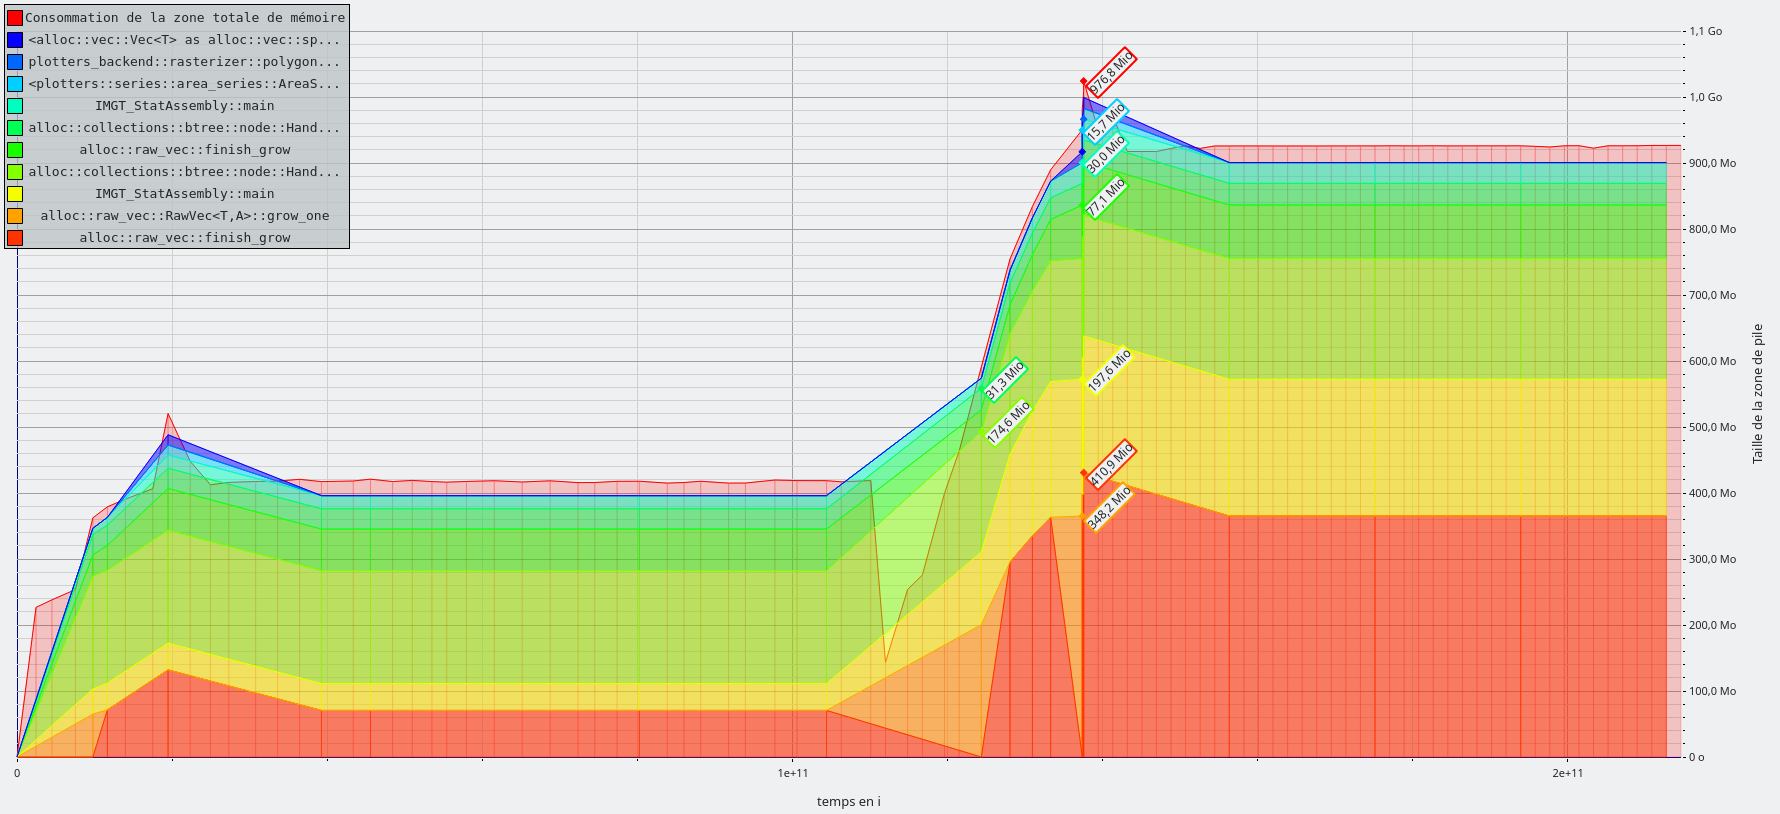 Consommation de la zone totale de mémoire
<alloc::vec::Vec<T> as alloc::vec::sp...
plotters_backend::rasterizer::polygon...
<plotters::series::area_series::AreaS...
IMGT_StatAssembly::main
alloc::collections::btree::node::Hand...
alloc::raw_vec::finish_grow
alloc::collections::btree::node::Hand...
IMGT_StatAssembly::main
alloc::raw_vec::RawVec<T,A>::grow_one
alloc::raw_vec::finish_grow
976,8 Mio
15,7 Mio
30,0 Mio
77,1 Mio
31,3 Mio
174,6 Mio
197,6 Mio
410,9 Mio
348,2 Mio
1,1 Go
1,0 Go
900,0 Mo
800,0 Mo
700,0 Mo
600,0 Mo
500,0 Mo
400,0 Mo
300,0 Mo
200,0 Mo
100,0 Mo
0 o
Taille de la zone de pile
0
1e+11
2e+11
temps en i